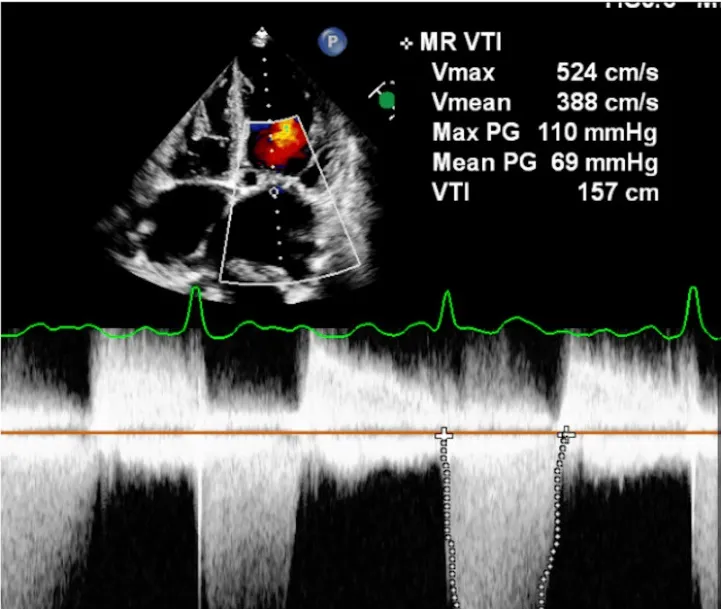 P
MR VTI
Vmax 524 cm/s
Vmean 388 cm/s
Max PG 110 mmHg
Mean PG 69 mmHg
VTI 157 cm